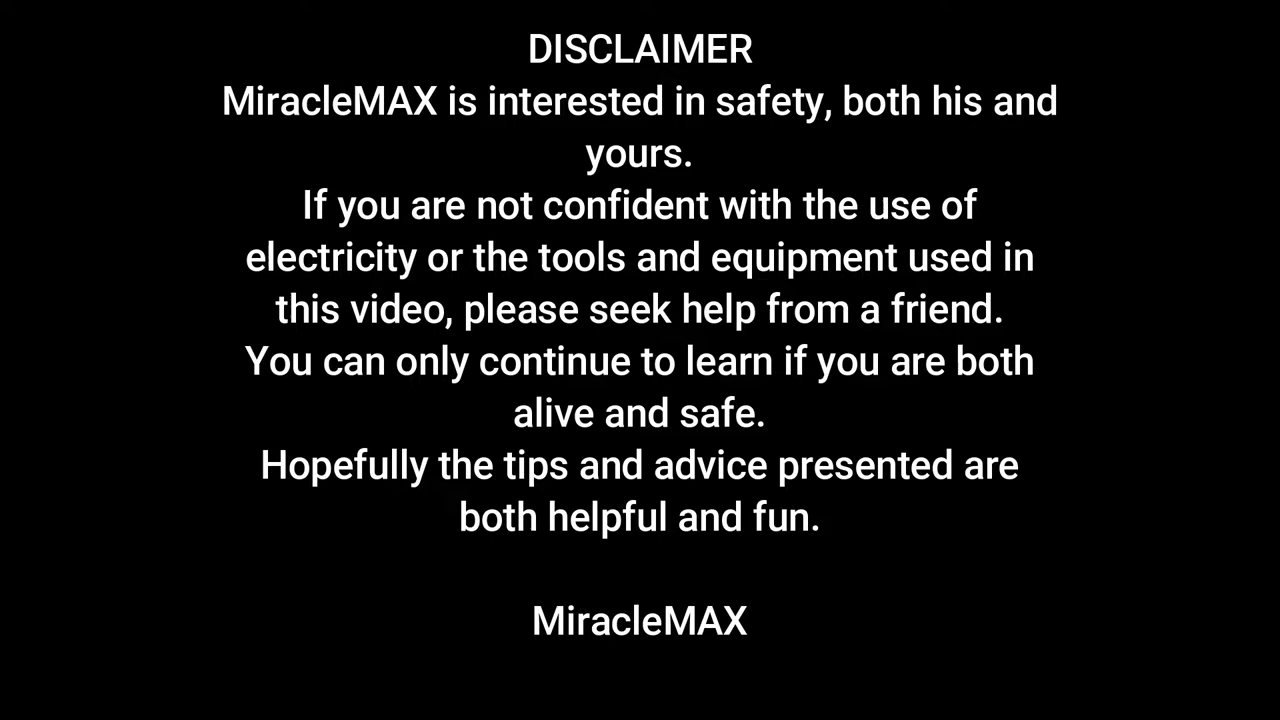 DISCLAIMER
MiracleMAX is interested in safety, both his and
yours.
If you are not confident with the use of
electricity or the tools and equipment used in
this video, please seek help from a friend.
You can only continue to learn if you are both
alive and safe.
Hopefully the tips and advice presented are
both helpful and fun.
MiracleMAX